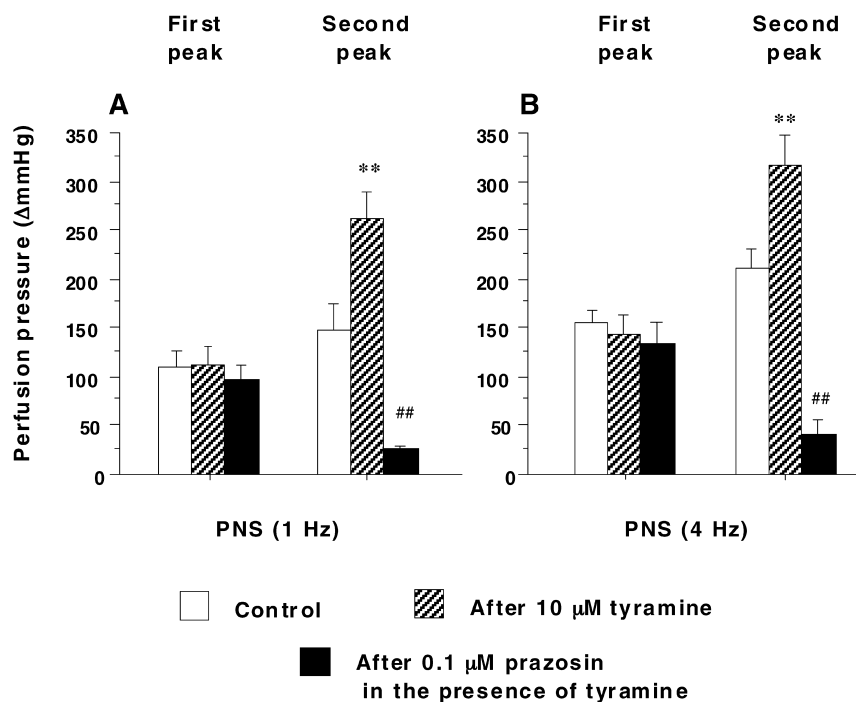 First
peak
Second
peak
First
peak
Second
peak
A
B
Perfusion pressure (ΔmmHg)
350
300
250
200
150
100
50
0
**
##
350
300
250
200
150
100
50
0
**
##
PNS (1 Hz)
PNS (4 Hz)
Control
After 10 μM tyramine
After 0.1 μM prazosin
in the presence of tyramine